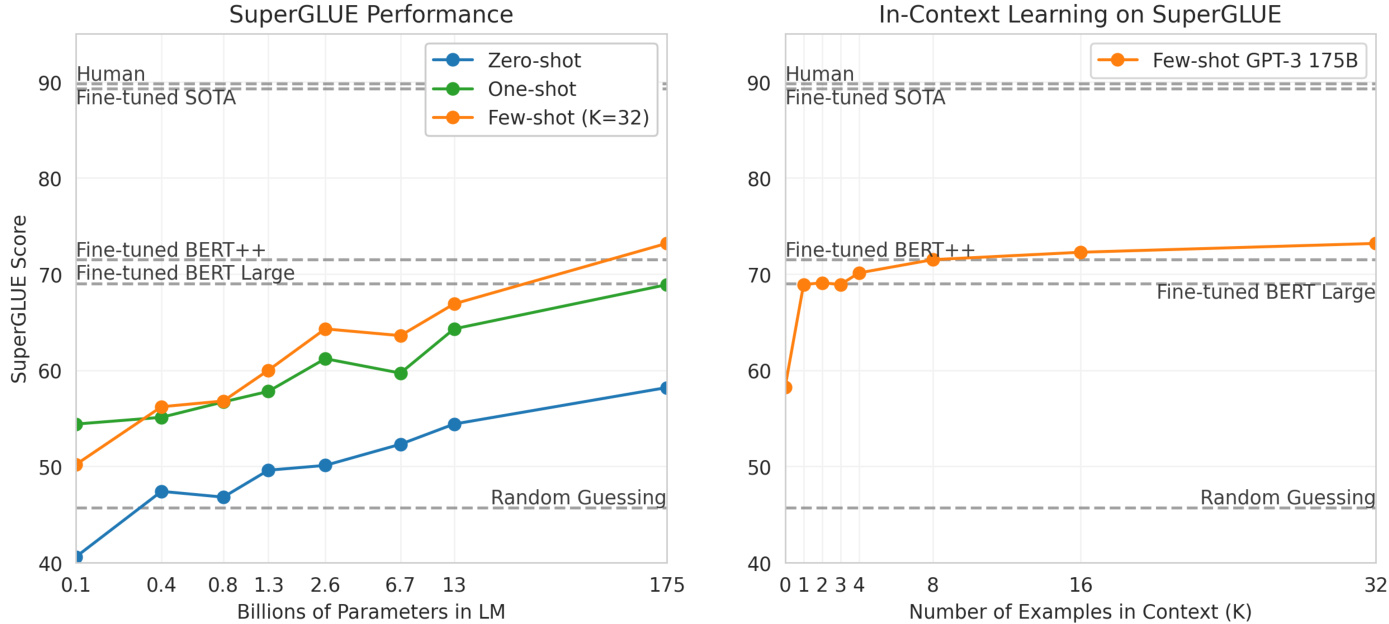 SuperGLUE Performance
SuperGLUE Score
90
80
70
60
50
40
Human
Fine-tuned SOTA
Fine-tuned BERT++
Fine-tuned BERT Large
Random Guessing
Zero-shot
One-shot
Few-shot (K=32)
0.1 0.4 0.8 1.3 2.6 6.7 13 175
Billions of Parameters in LM
In-Context Learning on SuperGLUE
90
80
70
60
50
40
Human
Fine-tuned SOTA
Fine-tuned BERT++
Fine-tuned BERT Large
Random Guessing
Few-shot GPT-3 175B
0 1 2 3 4 8 16 32
Number of Examples in Context (K)